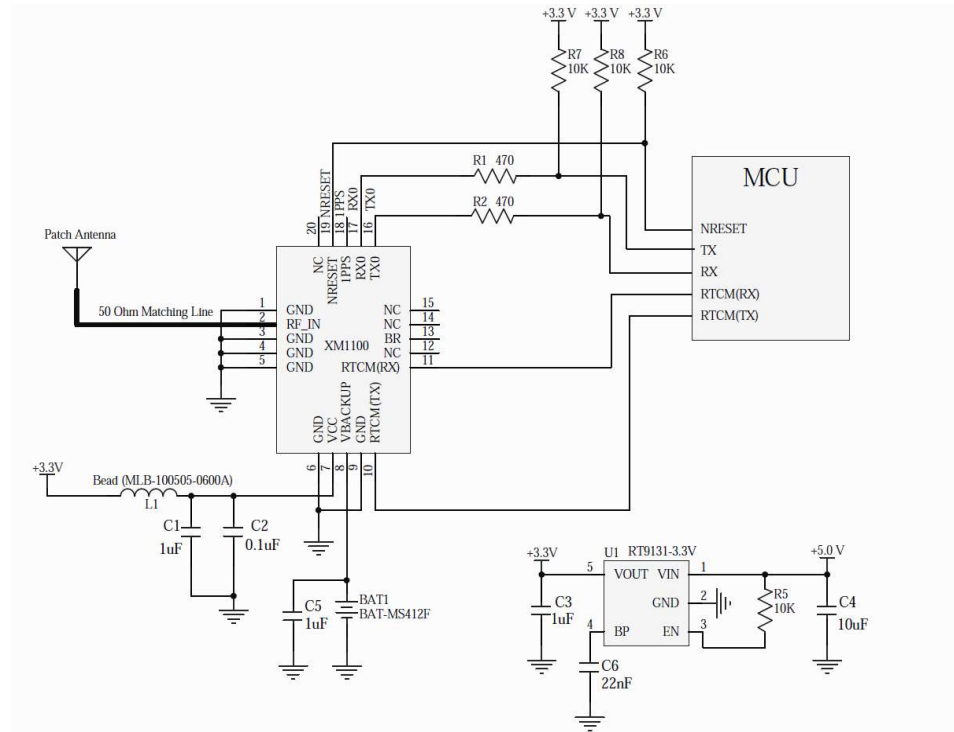 +3.3 V +3.3 V +3.3 V
R7 10K
R8 10K
R6 10K
R1 470
R2 470
MCU
NRESET
TX
RX
RTCM(RX)
RTCM(TX)
20
19 NRESET
18 1PPS
17 RX0
16 TX0
NC
NRESET
1PPS
RX0
TX0
Patch Antenna
50 Ohm Matching Line
1 GND
2 RF_IN
3 GND
4 GND
5 GND
XM1100
NC 15
NC 14
BR 13
NC 12
RTCM(RX) 11
GND
VCC
VBACKUP
GND
RTCM(TX)
6
7
8
9
10
+3.3V
Bead (MLB-100505-0600A)
L1
C1
1uF
C2
0.1uF
C5
1uF
BAT1
BAT-MS412F
+3.3V
U1 RT9131-3.3V
+5.0 V
5 VOUT VIN 1
GND 2
4 BP EN 3
C3
1uF
R5
10K
C4
10uF
C6
22nF